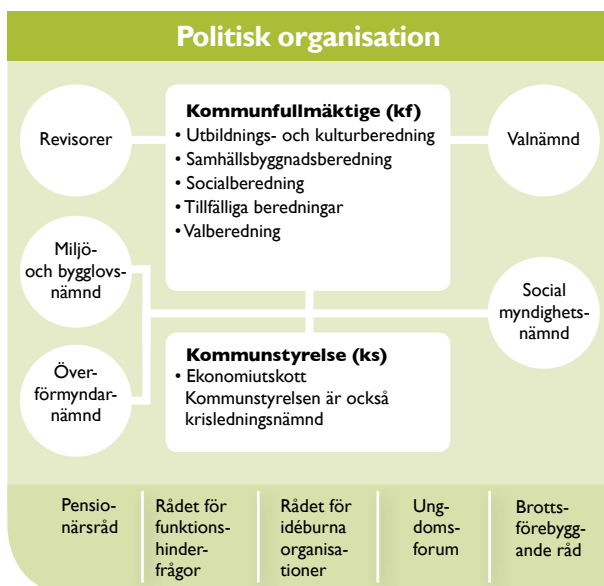 Politisk organisation
Revisorer
Kommunfullmäktige (kf)
• Utbildnings- och kulturberedning
• Samhällsbyggnadsberedning
• Socialberedning
• Tillfälliga beredningar
• Valberedning
Valnämnd
Miljö-
och bygglovs-
nämnd
Social
myndighets-
nämnd
Över-
förmyndar-
nämnd
Kommunstyrelse (ks)
• Ekonomiutskott
Kommunstyrelsen är också
krisledningsnämnd
Pensio-
närsråd
Rådet för
funktions-
hinder-
frågor
Rådet för
idéburna
organisa-
tioner
Ung-
doms-
forum
Brotts-
förebygg-
ande råd